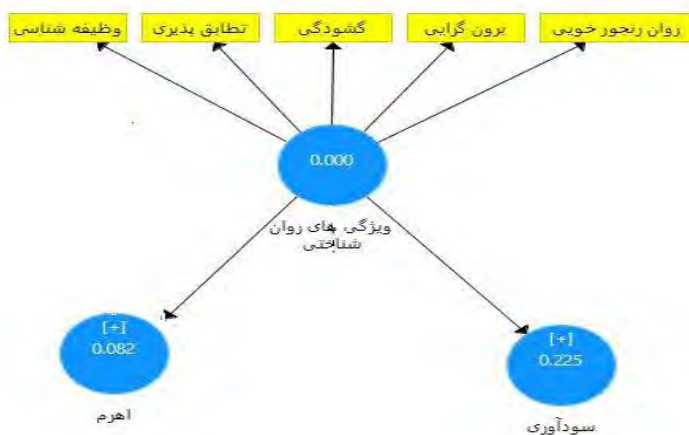 روان رنجور خویی
برون گرایی
گشودگی
تطابق پذیری
وظیفه شناسی
0.000
ویژگی های روان
شناختی
[+]
0.082
اهرم
[+]
0.225
سودآوری